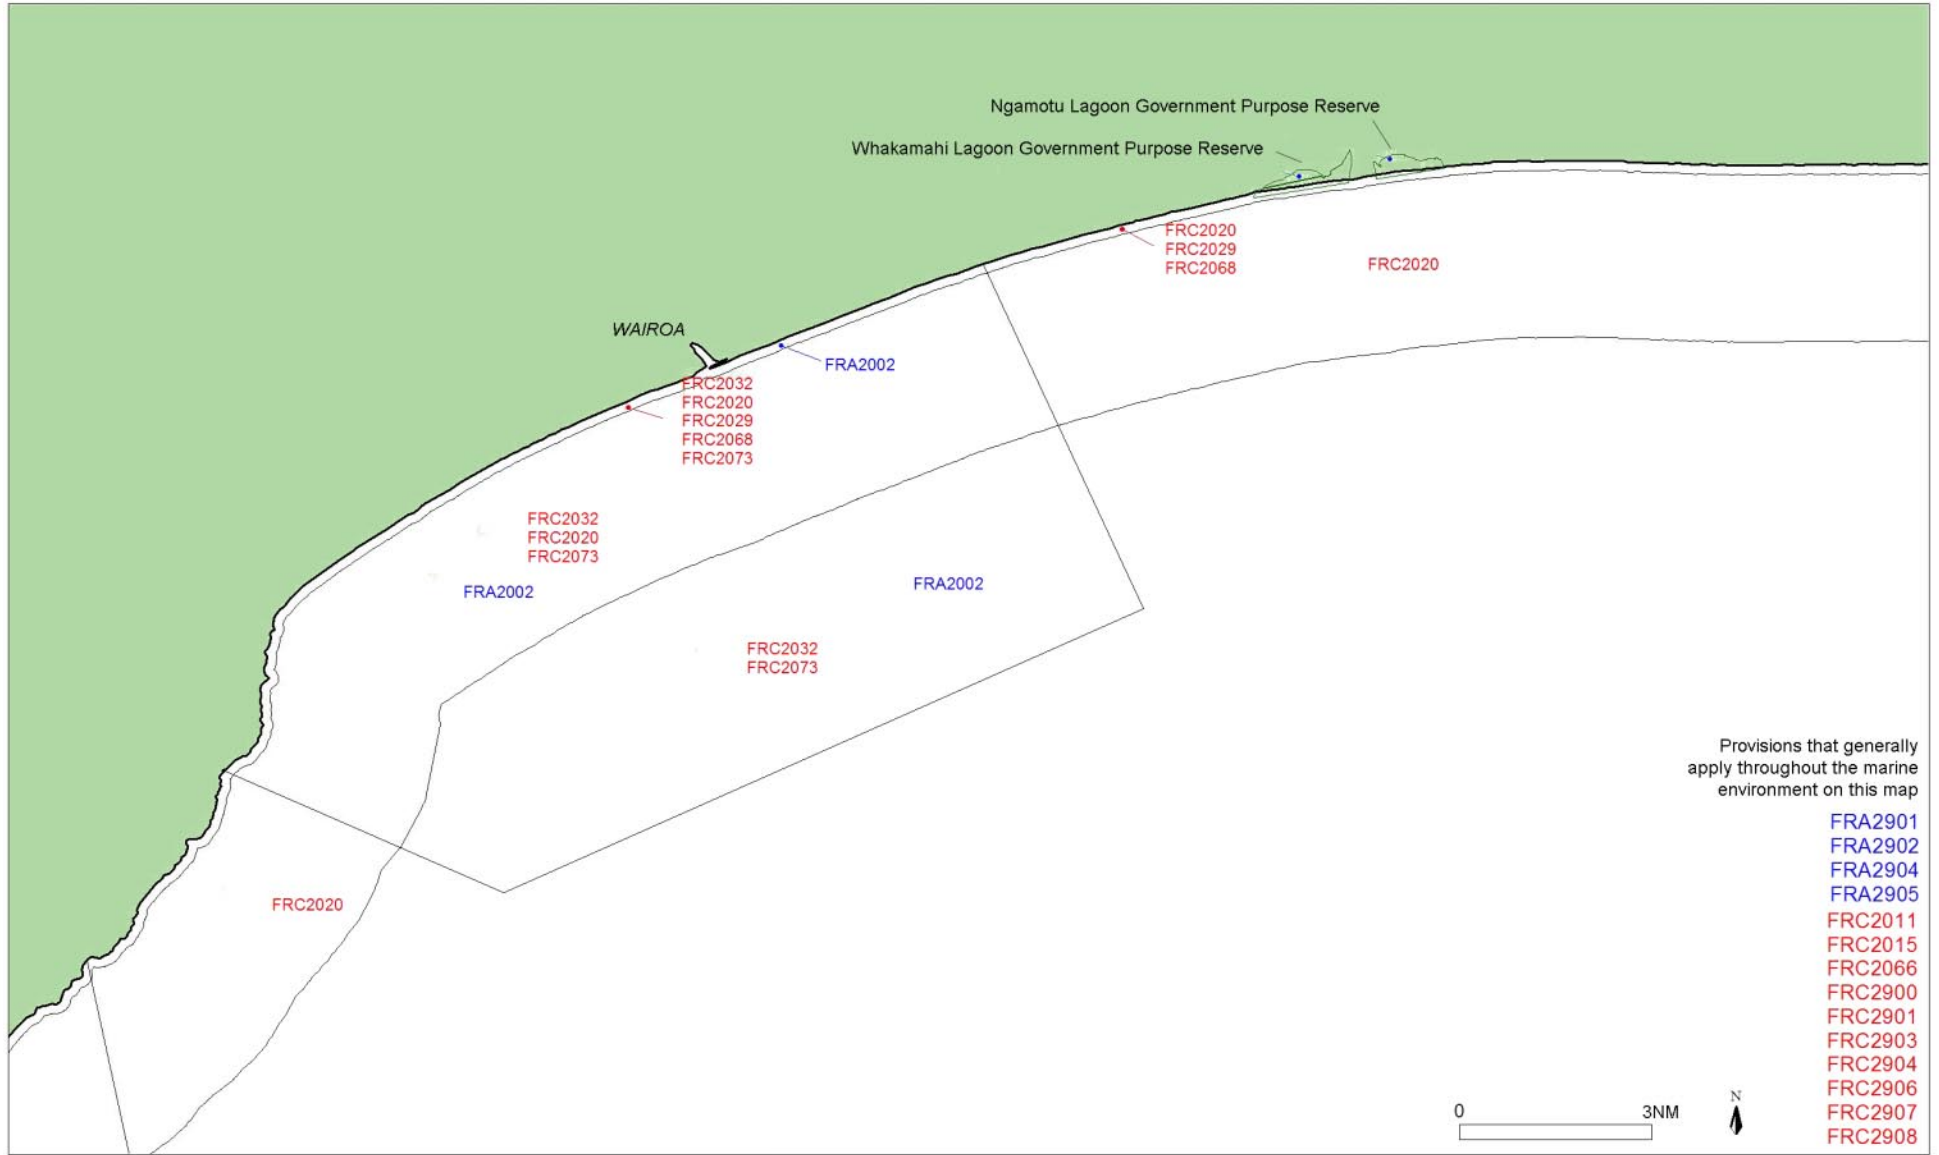 Ngamotu Lagoon Government Purpose Reserve
Whakamahi Lagoon Government Purpose Reserve
FRC2020
FRC2029
FRC2068
FRC2020
WAIROA
FRA2002
FRC2032
FRC2020
FRC2029
FRC2068
FRC2073
FRC2032
FRC2020
FRC2073
FRA2002
FRA2002
FRC2032
FRC2073
FRC2020
Provisions that generally
apply throughout the marine
environment on this map
FRA2901
FRA2902
FRA2904
FRA2905
FRC2011
FRC2015
FRC2066
FRC2900
FRC2901
FRC2903
FRC2904
FRC2906
FRC2907
FRC2908
0 3NM
N